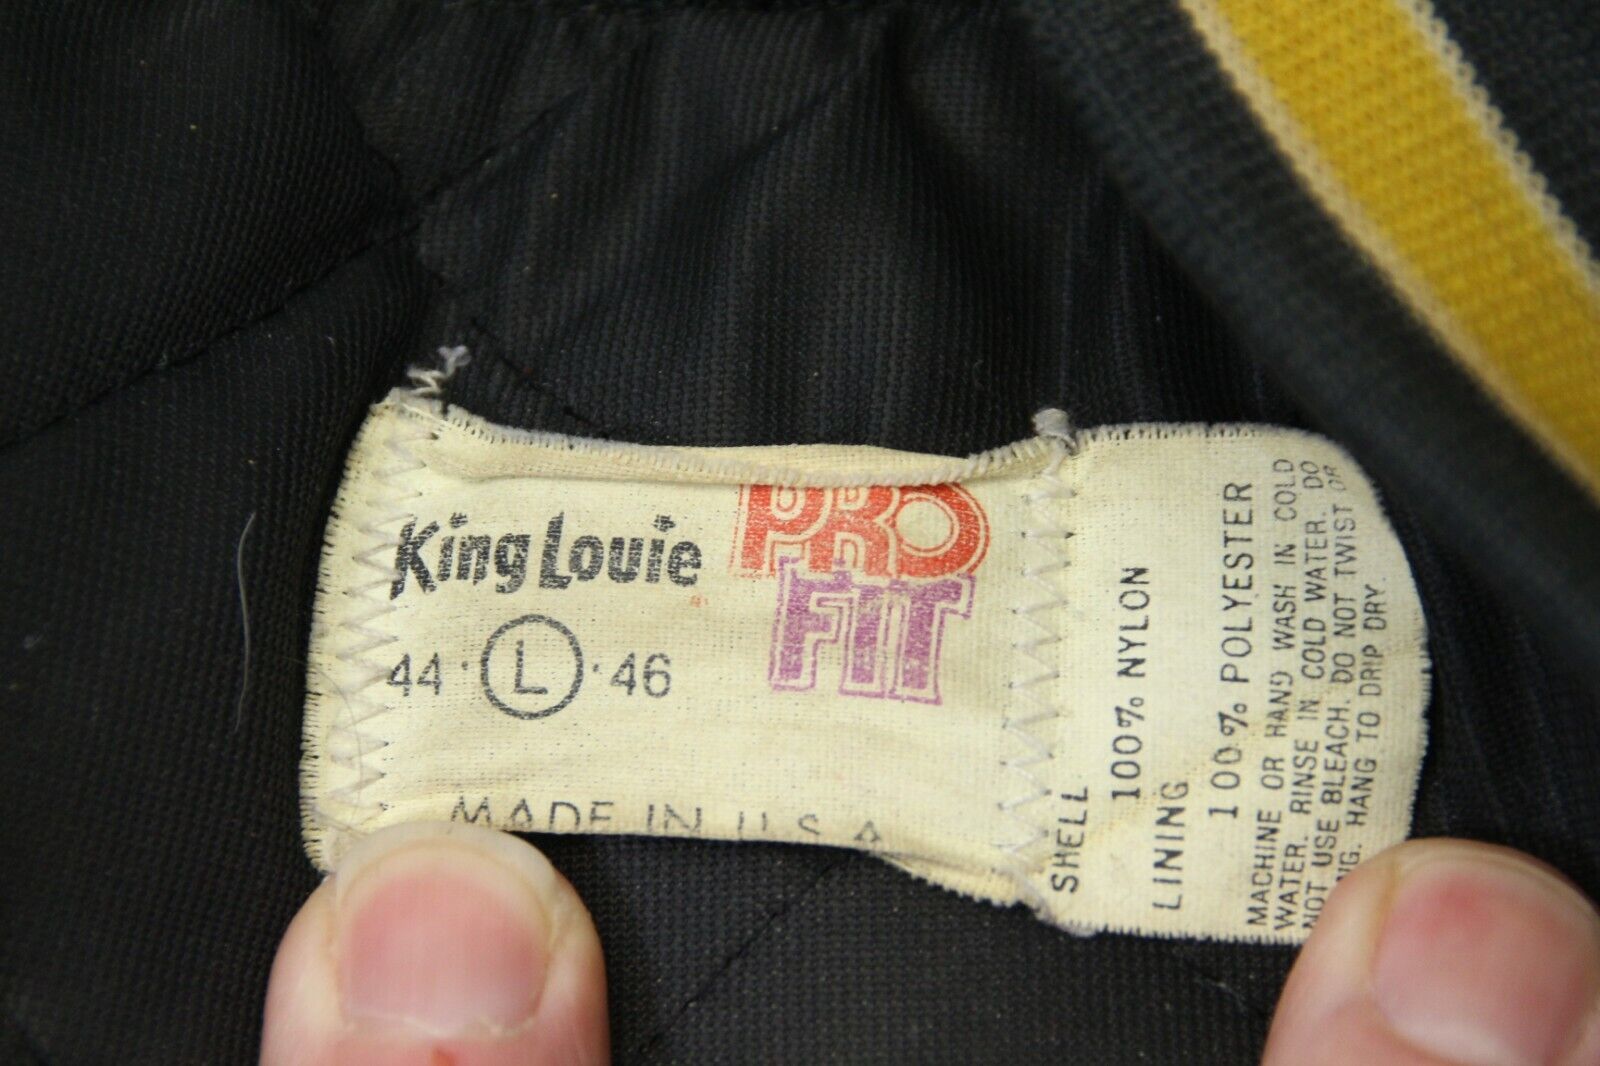 King Louie
PRO
FIT
44 · L · 46
MADE IN U.S.A.
SHELL
100% NYLON
LINING
100% POLYESTER
MACHINE OR HAND WASH IN COLD
WATER. RINSE IN COLD WATER. DO
NOT USE BLEACH. DO NOT TWIST OR
HANG TO DRIP DRY.